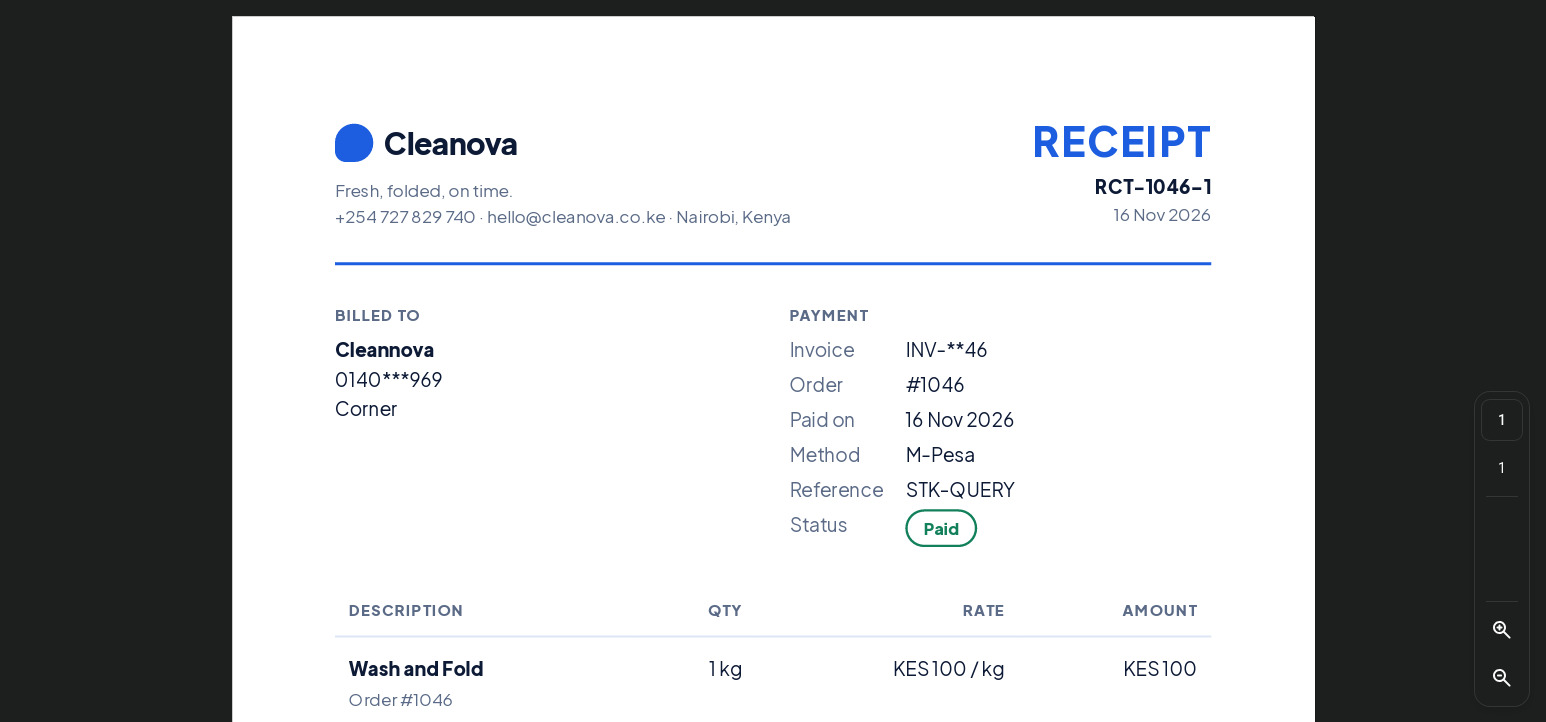 Cleanova
RECEIPT
RCT-1046-1
16 Nov 2026
Fresh, folded, on time.
+254 727 829 740 · hello@cleanova.co.ke · Nairobi, Kenya
BILLED TO
Cleannova
0140***969
Corner
PAYMENT
Invoice INV-**46
Order #1046
Paid on 16 Nov 2026
Method M-Pesa
Reference STK-QUERY
Status Paid
DESCRIPTION QTY RATE AMOUNT
Wash and Fold 1 kg KES 100 / kg KES 100
Order #1046
1
1